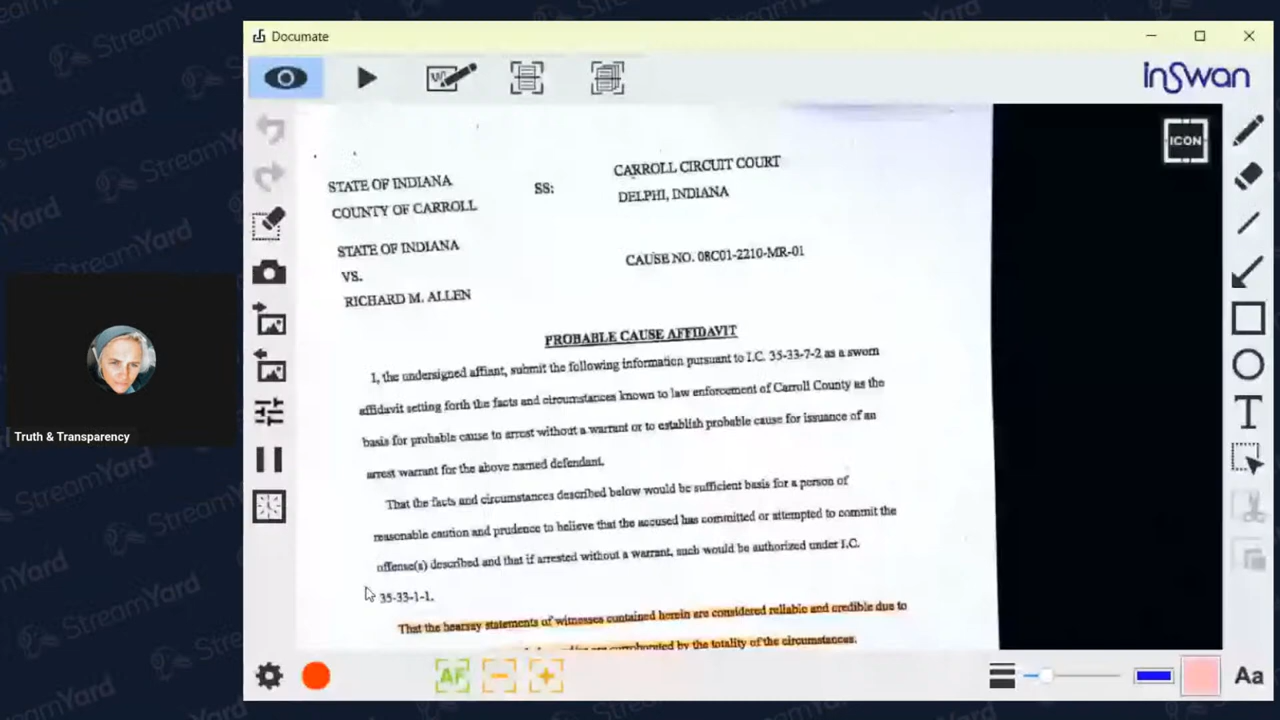 StreamYard
Documate
inSwan
ICON
STATE OF INDIANA
COUNTY OF CARROLL
SS:
CARROLL CIRCUIT COURT
DELPHI, INDIANA
STATE OF INDIANA
VS.
RICHARD M. ALLEN
CAUSE NO. 08C01-2210-MR-01
PROBABLE CAUSE AFFIDAVIT
I, the undersigned affiant, submit the following information pursuant to I.C. 35-33-7-2 as a sworn
affidavit setting forth the facts and circumstances known to law enforcement of Carroll County as the
basis for probable cause to arrest without a warrant or to establish probable cause for issuance of an
arrest warrant for the above named defendant.
That the facts and circumstances described below would be sufficient basis for a person of
reasonable caution and prudence to believe that the accused has committed or attempted to commit the
offense(s) described and that if arrested without a warrant, such would be authorized under I.C.
35-33-1-1.
That the hearsay statements of witnesses contained herein are considered reliable and credible due to
are corroborated by the totality of the circumstances.
Truth & Transparency
T
AF
Aa